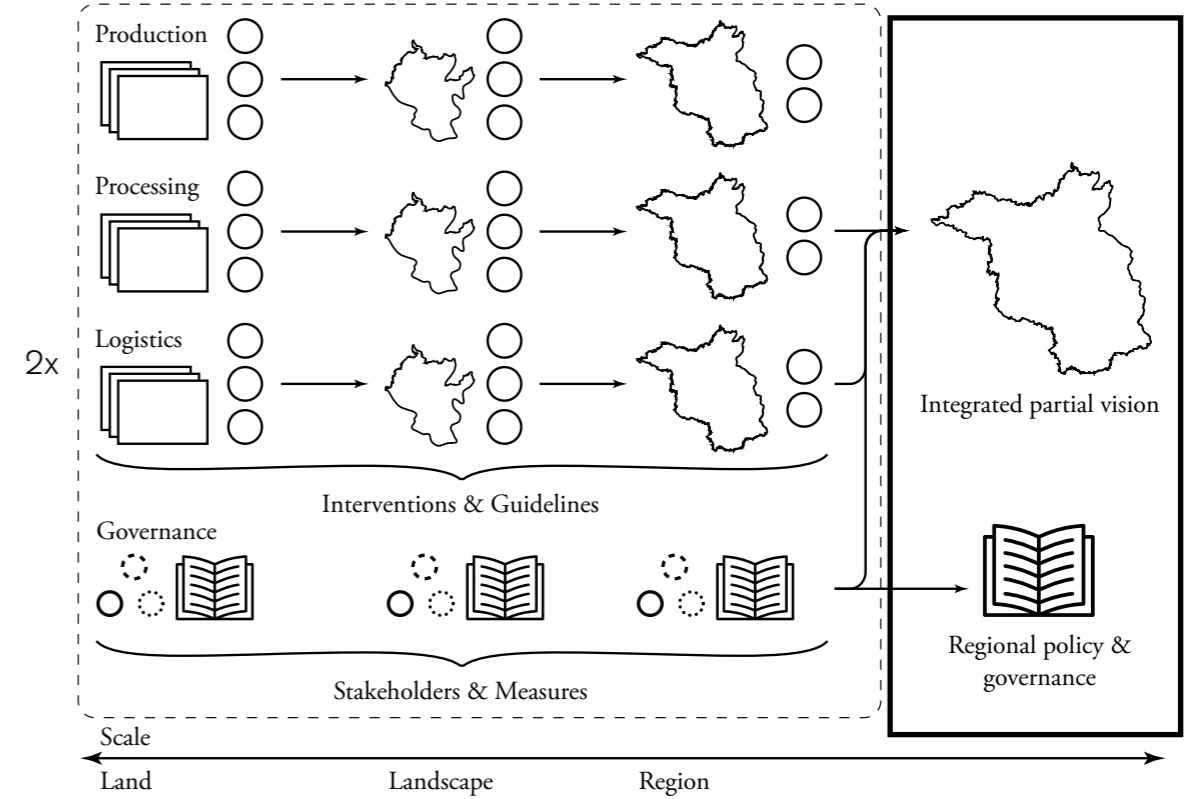 Production
Processing
2x
Logistics
Integrated partial vision
Interventions & Guidelines
Governance
Regional policy &
governance
Stakeholders & Measures
Scale
Land
Landscape
Region